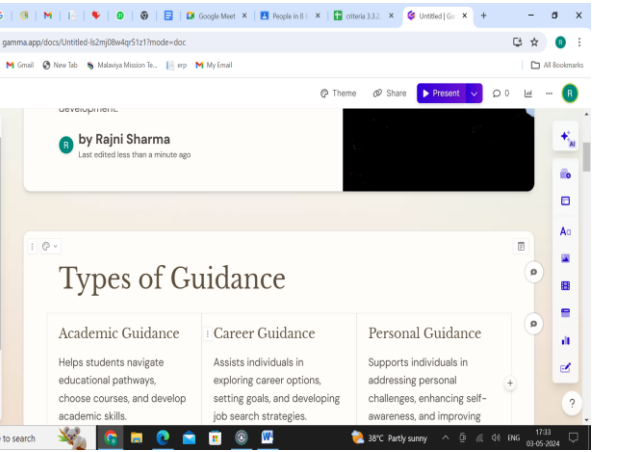 Google Meet
People in B
criteria 3.3.2
Untitled | Ga
gamma.app/docs/Untitled-ls2mj08w4qr51z1?mode=doc
Gmail New Tab Malaviya Mission Te... erp My Email All Bookmarks
Theme Share Present 0 R
development.
R by Rajni Sharma
Last edited less than a minute ago
AI
Types of Guidance
Academic Guidance
Helps students navigate
educational pathways,
choose courses, and develop
academic skills.
Career Guidance
Assists individuals in
exploring career options,
setting goals, and developing
job search strategies.
Personal Guidance
Supports individuals in
addressing personal
challenges, enhancing self-
awareness, and improving
to search 38°C Partly sunny ENG 17:33
03-05-2024